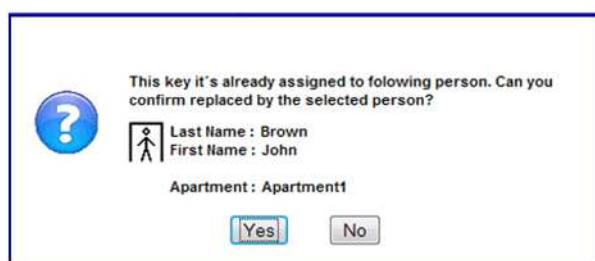 This key it´s already assigned to folowing person. Can you
confirm replaced by the selected person?
Last Name : Brown
First Name : John
Apartment : Apartment1
Yes No